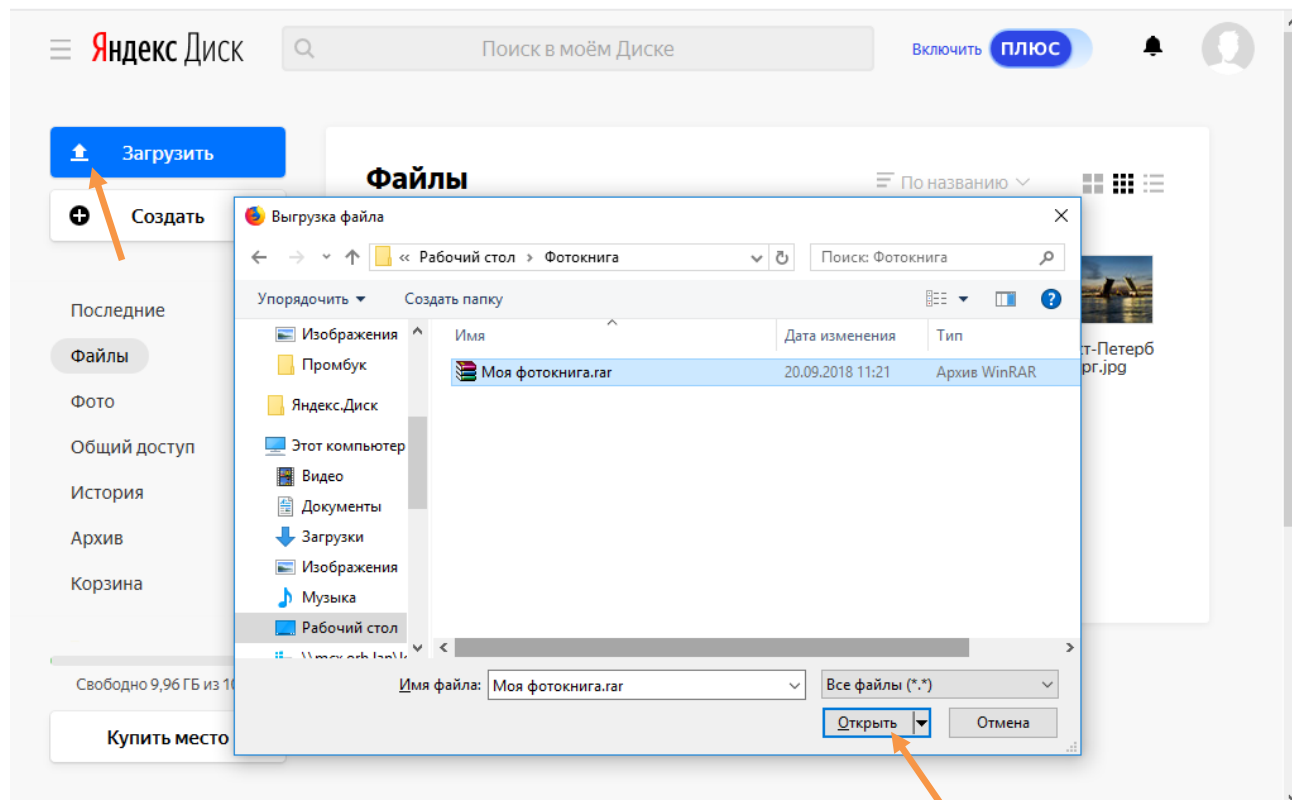 Яндекс Диск
Поиск в моём Диске
Включить ПЛЮС
Загрузить
Создать
Последние
Файлы
Фото
Общий доступ
История
Архив
Корзина
Свободно 9,96 ГБ из
Купить место
Файлы
По названию
Выгрузка файла
« Рабочий стол › Фотокнига
Поиск: Фотокнига
Упорядочить
Создать папку
Изображения
Промбук
Яндекс.Диск
Этот компьютер
Видео
Документы
Загрузки
Изображения
Музыка
Рабочий стол
Имя
Дата изменения
Тип
Моя фотокнига.rar
20.09.2018 11:21
Архив WinRAR
Имя файла:
Моя фотокнига.rar
Все файлы (*.*)
Открыть
Отмена
т-Петерб
рг.jpg